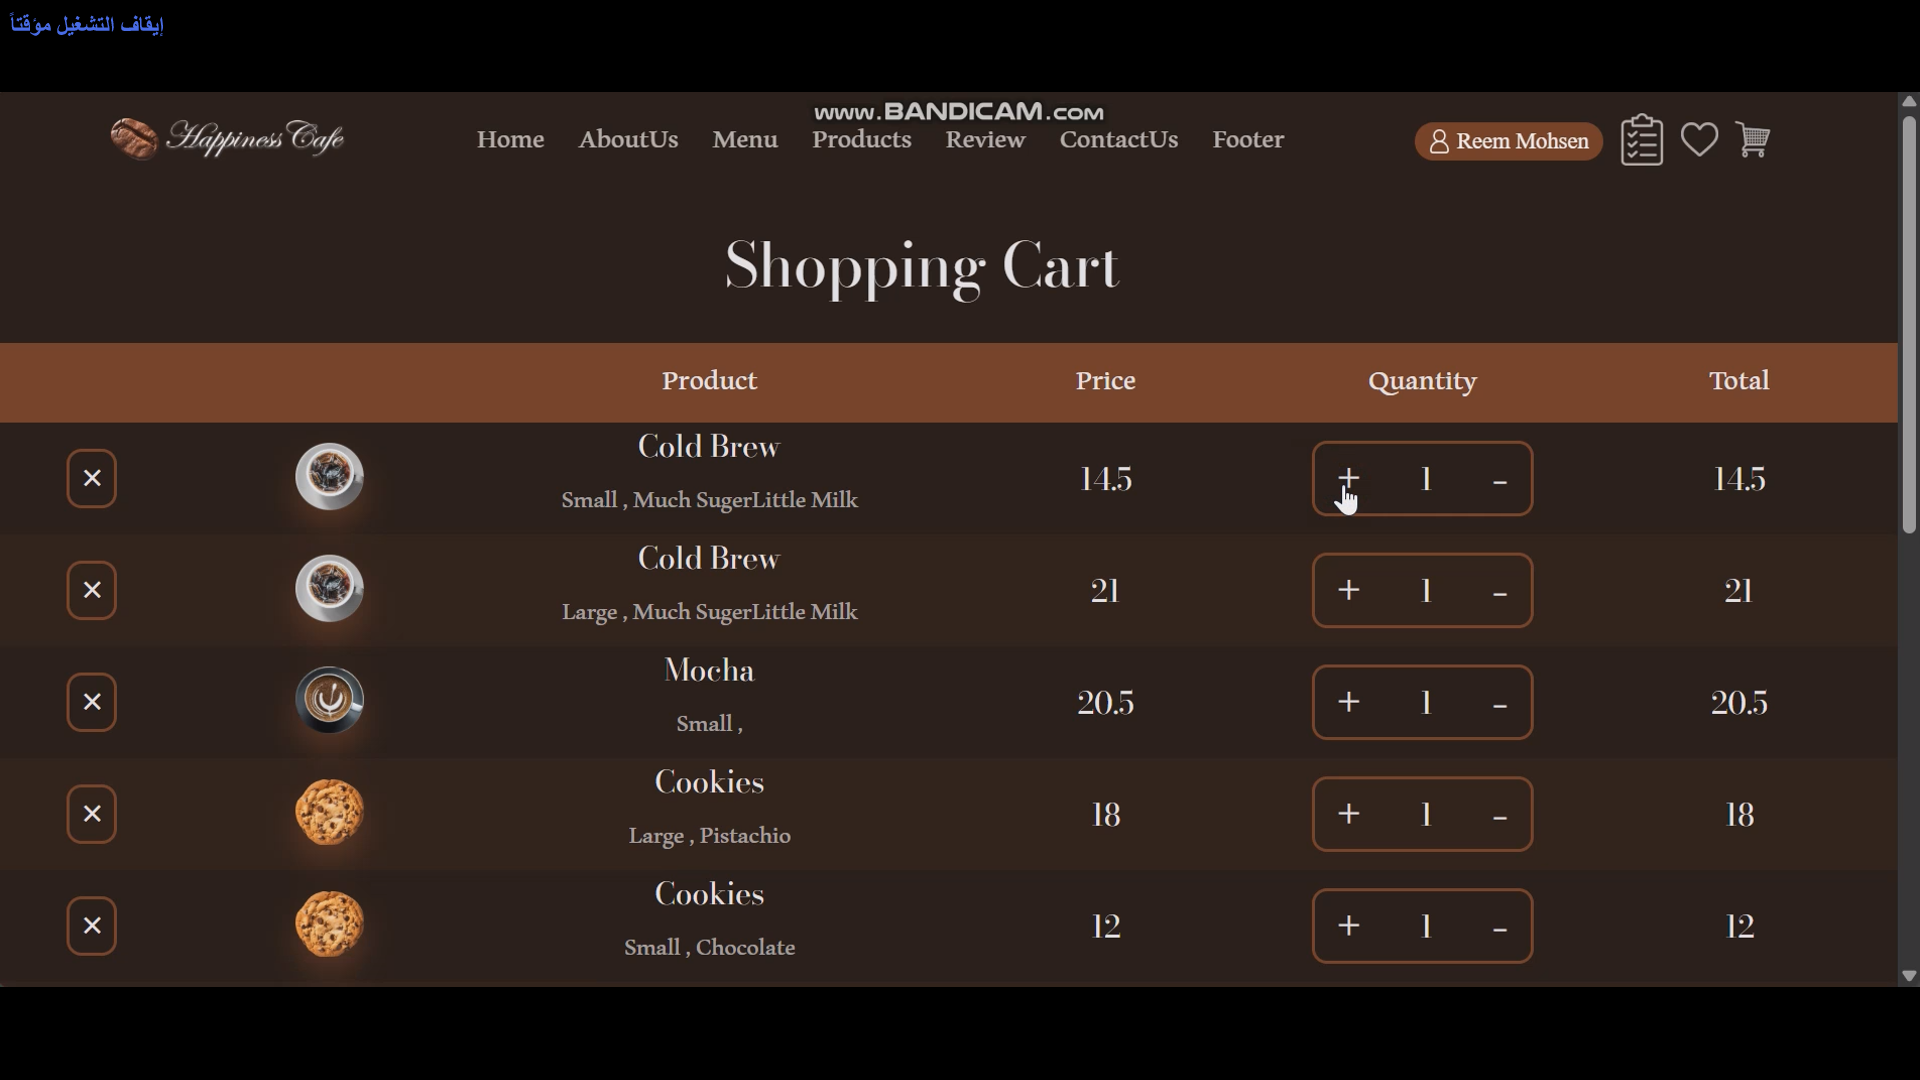 إيقاف التشغيل مؤقتاً
www.BANDICAM.com
Happiness Cafe
Home AboutUs Menu Products Review ContactUs Footer
Reem Mohsen
Shopping Cart
Product Price Quantity Total
× Cold Brew 14.5 + 1 - 14.5
Small , Much SugerLittle Milk
× Cold Brew 21 + 1 - 21
Large , Much SugerLittle Milk
× Mocha 20.5 + 1 - 20.5
Small ,
× Cookies 18 + 1 - 18
Large , Pistachio
× Cookies 12 + 1 - 12
Small , Chocolate